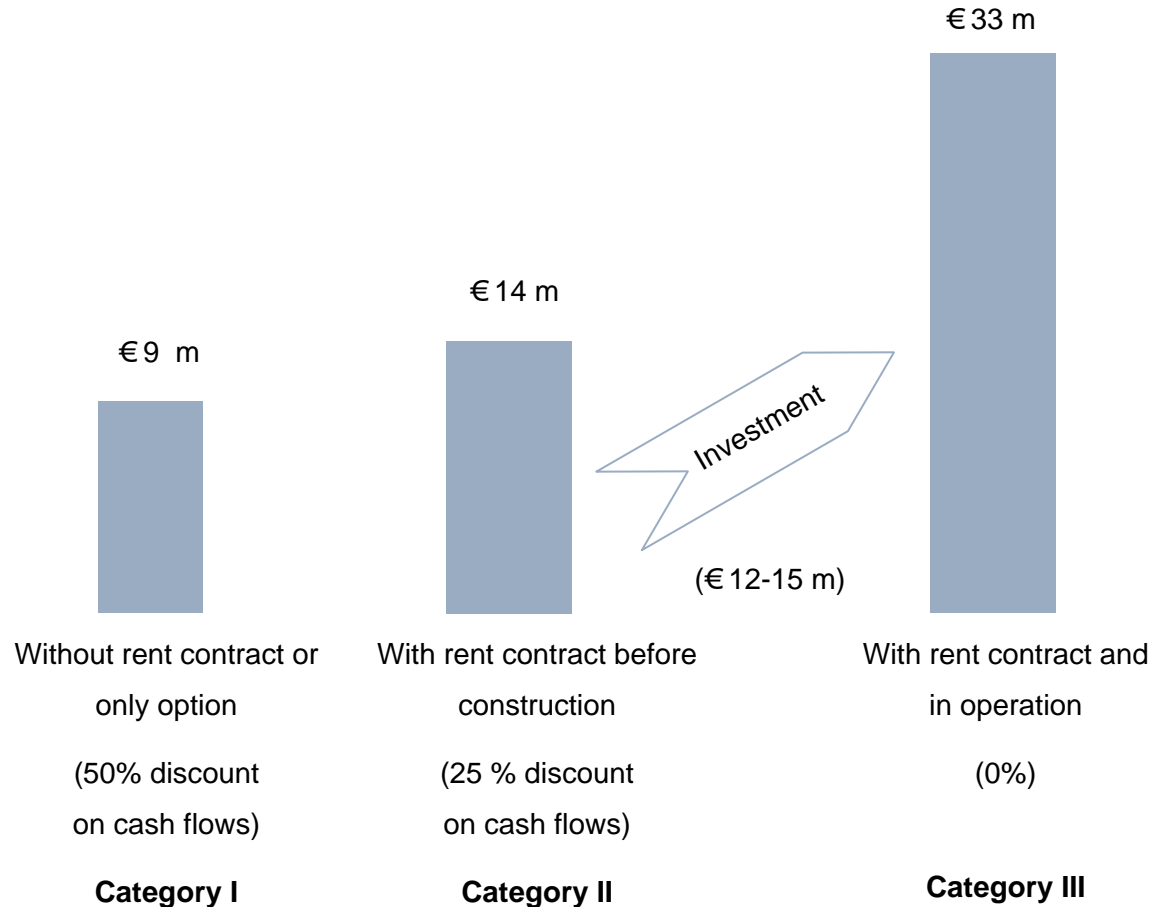 € 33 m
€ 14 m
€ 9 m
Investment
(€ 12-15 m)
Without rent contract or
only option
(50% discount
on cash flows)
Category I
With rent contract before
construction
(25 % discount
on cash flows)
Category II
With rent contract and
in operation
(0%)
Category III